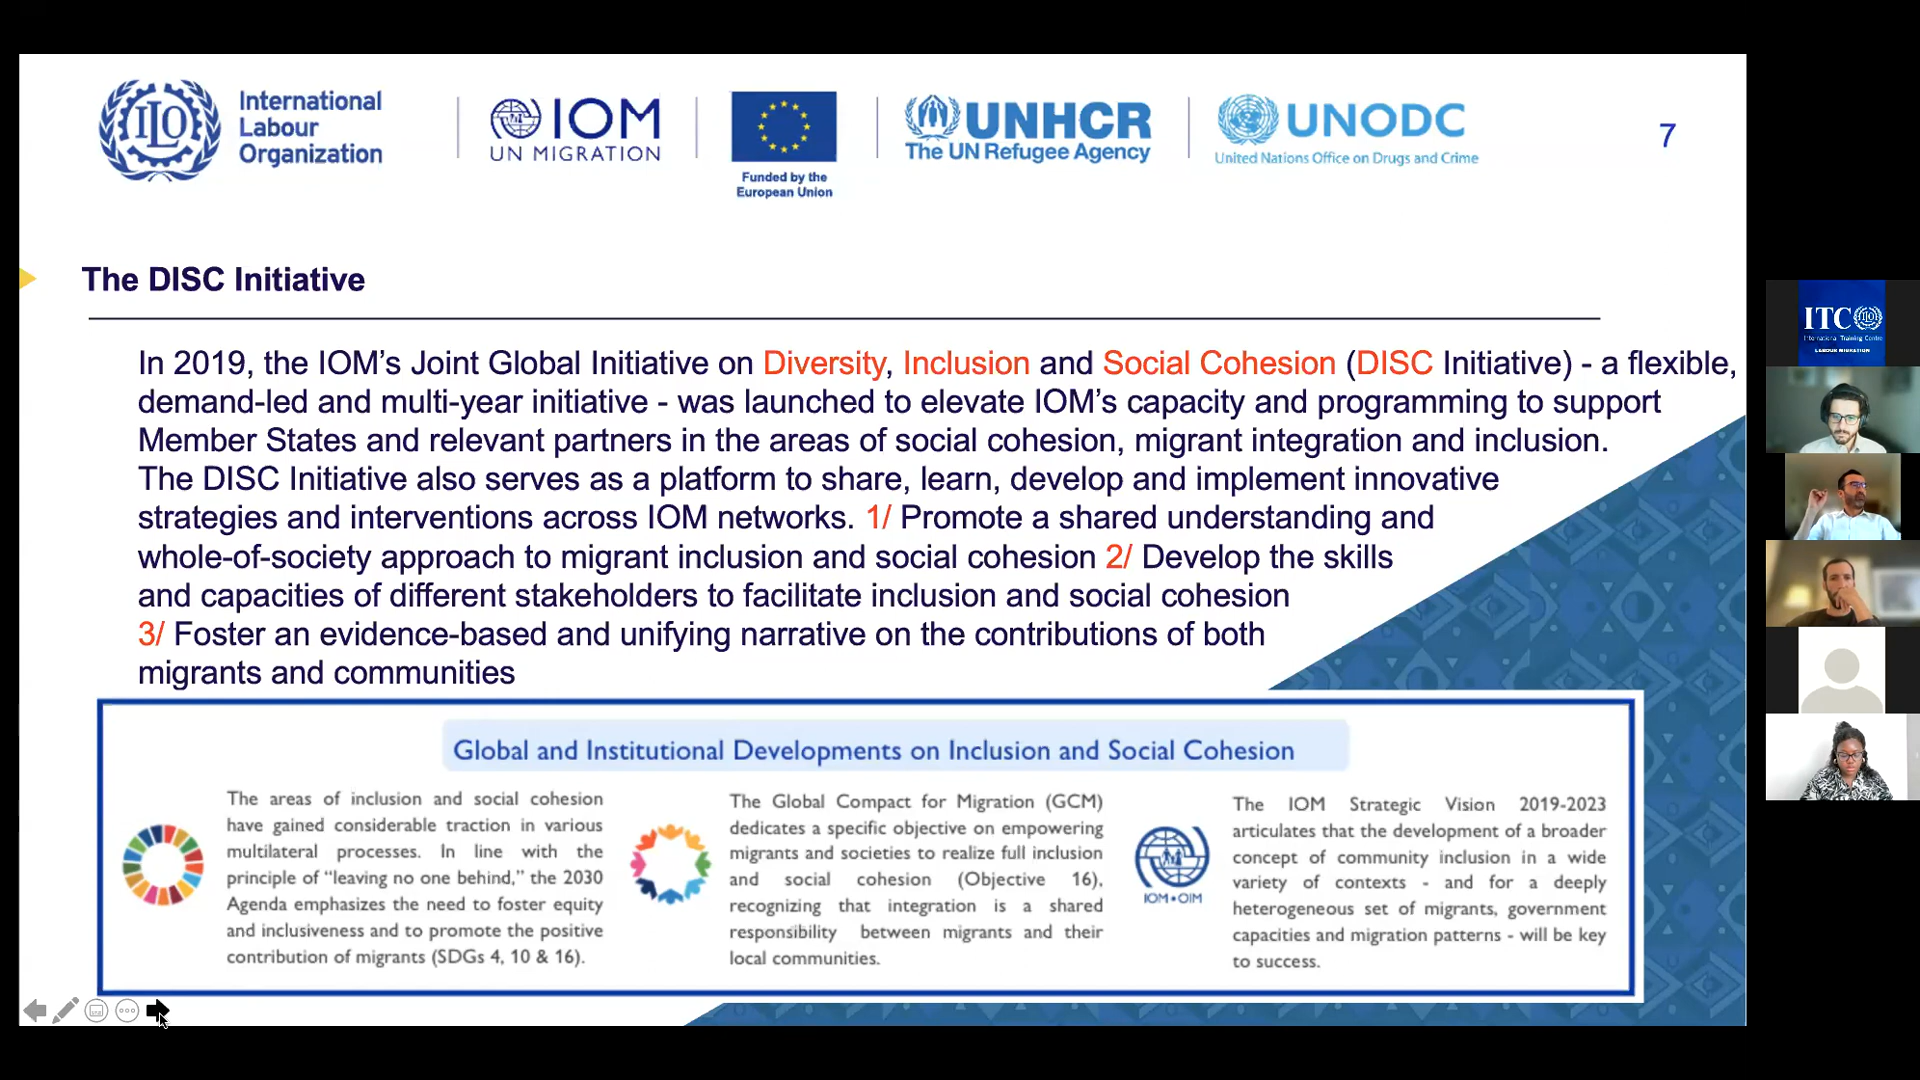 International
Labour
Organization
ILO
IOM
UN MIGRATION
Funded by the
European Union
UNHCR
The UN Refugee Agency
UNODC
United Nations Office on Drugs and Crime
7
The DISC Initiative
In 2019, the IOM’s Joint Global Initiative on Diversity, Inclusion and Social Cohesion (DISC Initiative) - a flexible,
demand-led and multi-year initiative - was launched to elevate IOM’s capacity and programming to support
Member States and relevant partners in the areas of social cohesion, migrant integration and inclusion.
The DISC Initiative also serves as a platform to share, learn, develop and implement innovative
strategies and interventions across IOM networks. 1/ Promote a shared understanding and
whole-of-society approach to migrant inclusion and social cohesion 2/ Develop the skills
and capacities of different stakeholders to facilitate inclusion and social cohesion
3/ Foster an evidence-based and unifying narrative on the contributions of both
migrants and communities
Global and Institutional Developments on Inclusion and Social Cohesion
The areas of inclusion and social cohesion
have gained considerable traction in various
multilateral processes. In line with the
principle of “leaving no one behind,” the 2030
Agenda emphasizes the need to foster equity
and inclusiveness and to promote the positive
contribution of migrants (SDGs 4, 10 & 16).
The Global Compact for Migration (GCM)
dedicates a specific objective on empowering
migrants and societies to realize full inclusion
and social cohesion (Objective 16),
recognizing that integration is a shared
responsibility between migrants and their
local communities.
IOM • OIM
The IOM Strategic Vision 2019-2023
articulates that the development of a broader
concept of community inclusion in a wide
variety of contexts - and for a deeply
heterogeneous set of migrants, government
capacities and migration patterns - will be key
to success.
ITC
International Training Centre
LABOUR MIGRATION